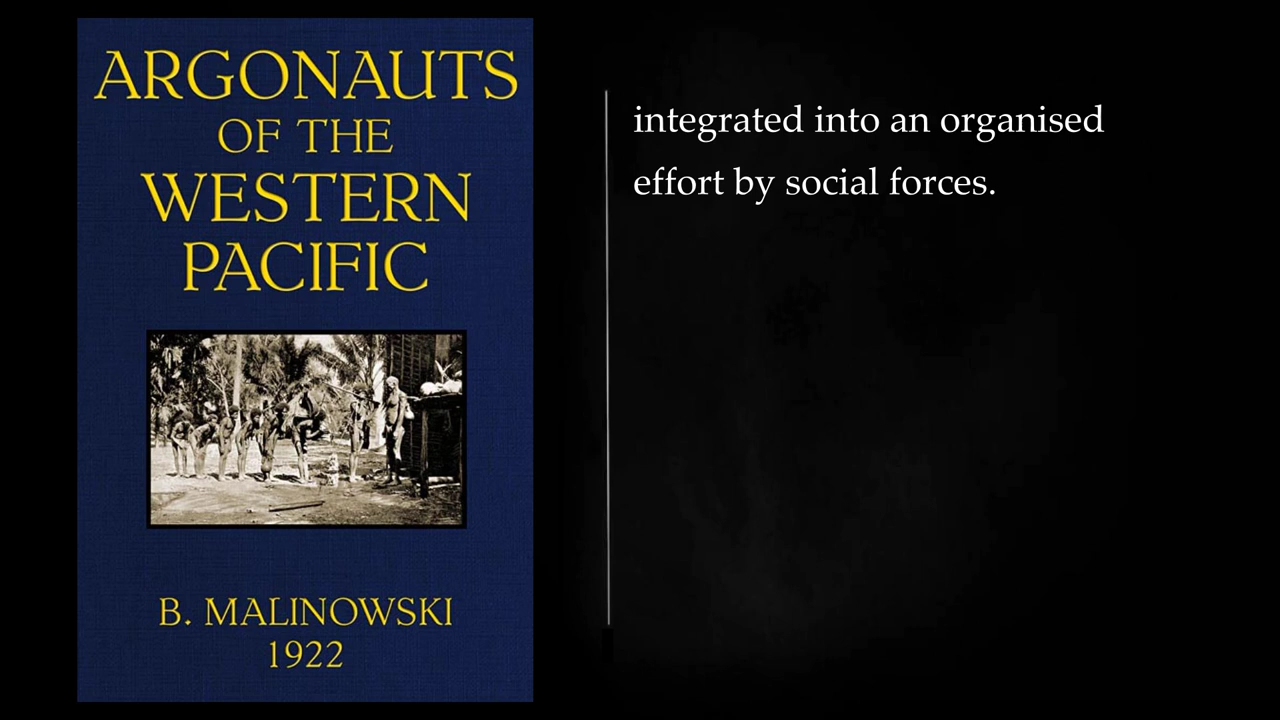 ARGONAUTS
OF THE
WESTERN
PACIFIC
B. MALINOWSKI
1922
integrated into an organised
effort by social forces.